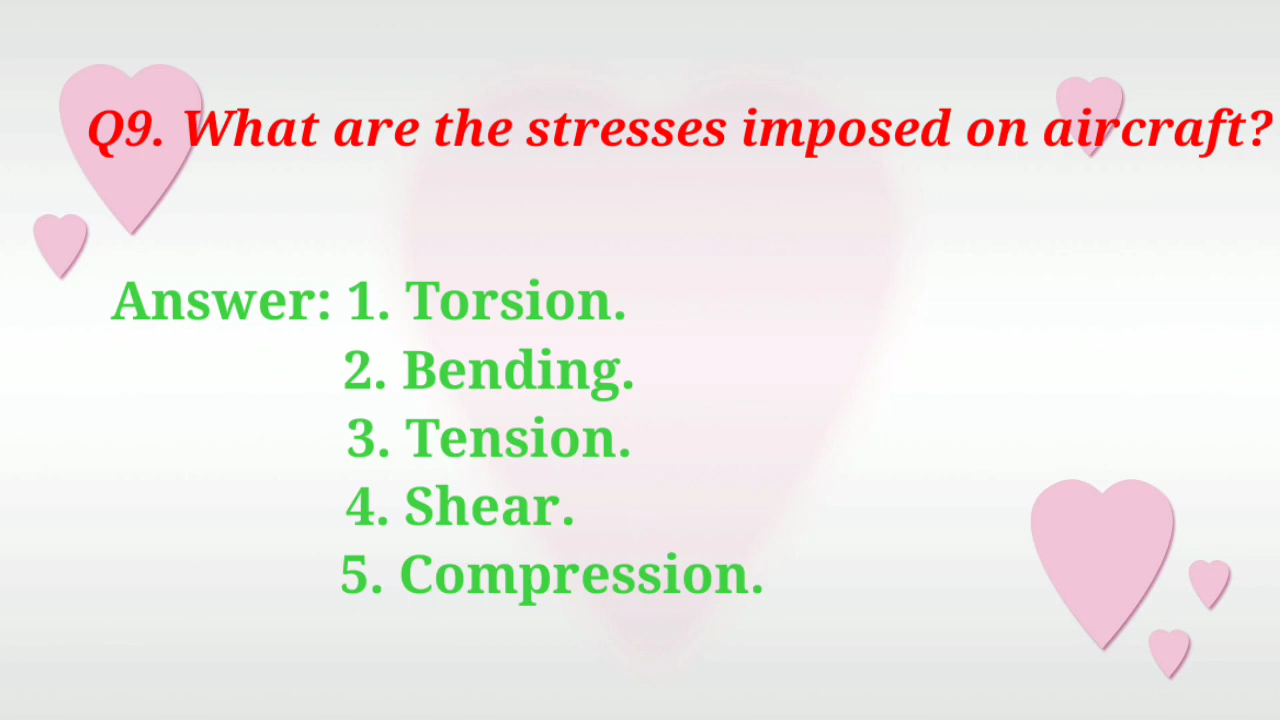 Q9. What are the stresses imposed on aircraft?
Answer: 1. Torsion.
2. Bending.
3. Tension.
4. Shear.
5. Compression.